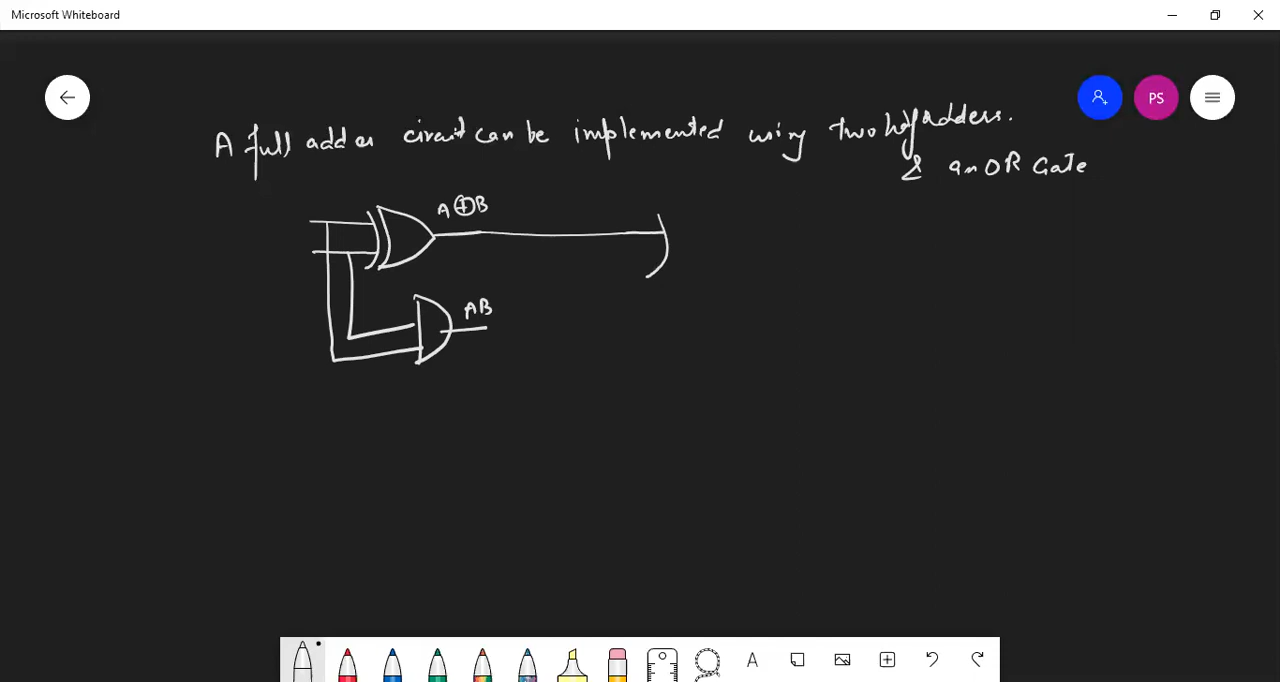 Microsoft Whiteboard
PS
A full adder circuit can be implemented using two half adders.
& an OR Gate
A⊕B
AB
A